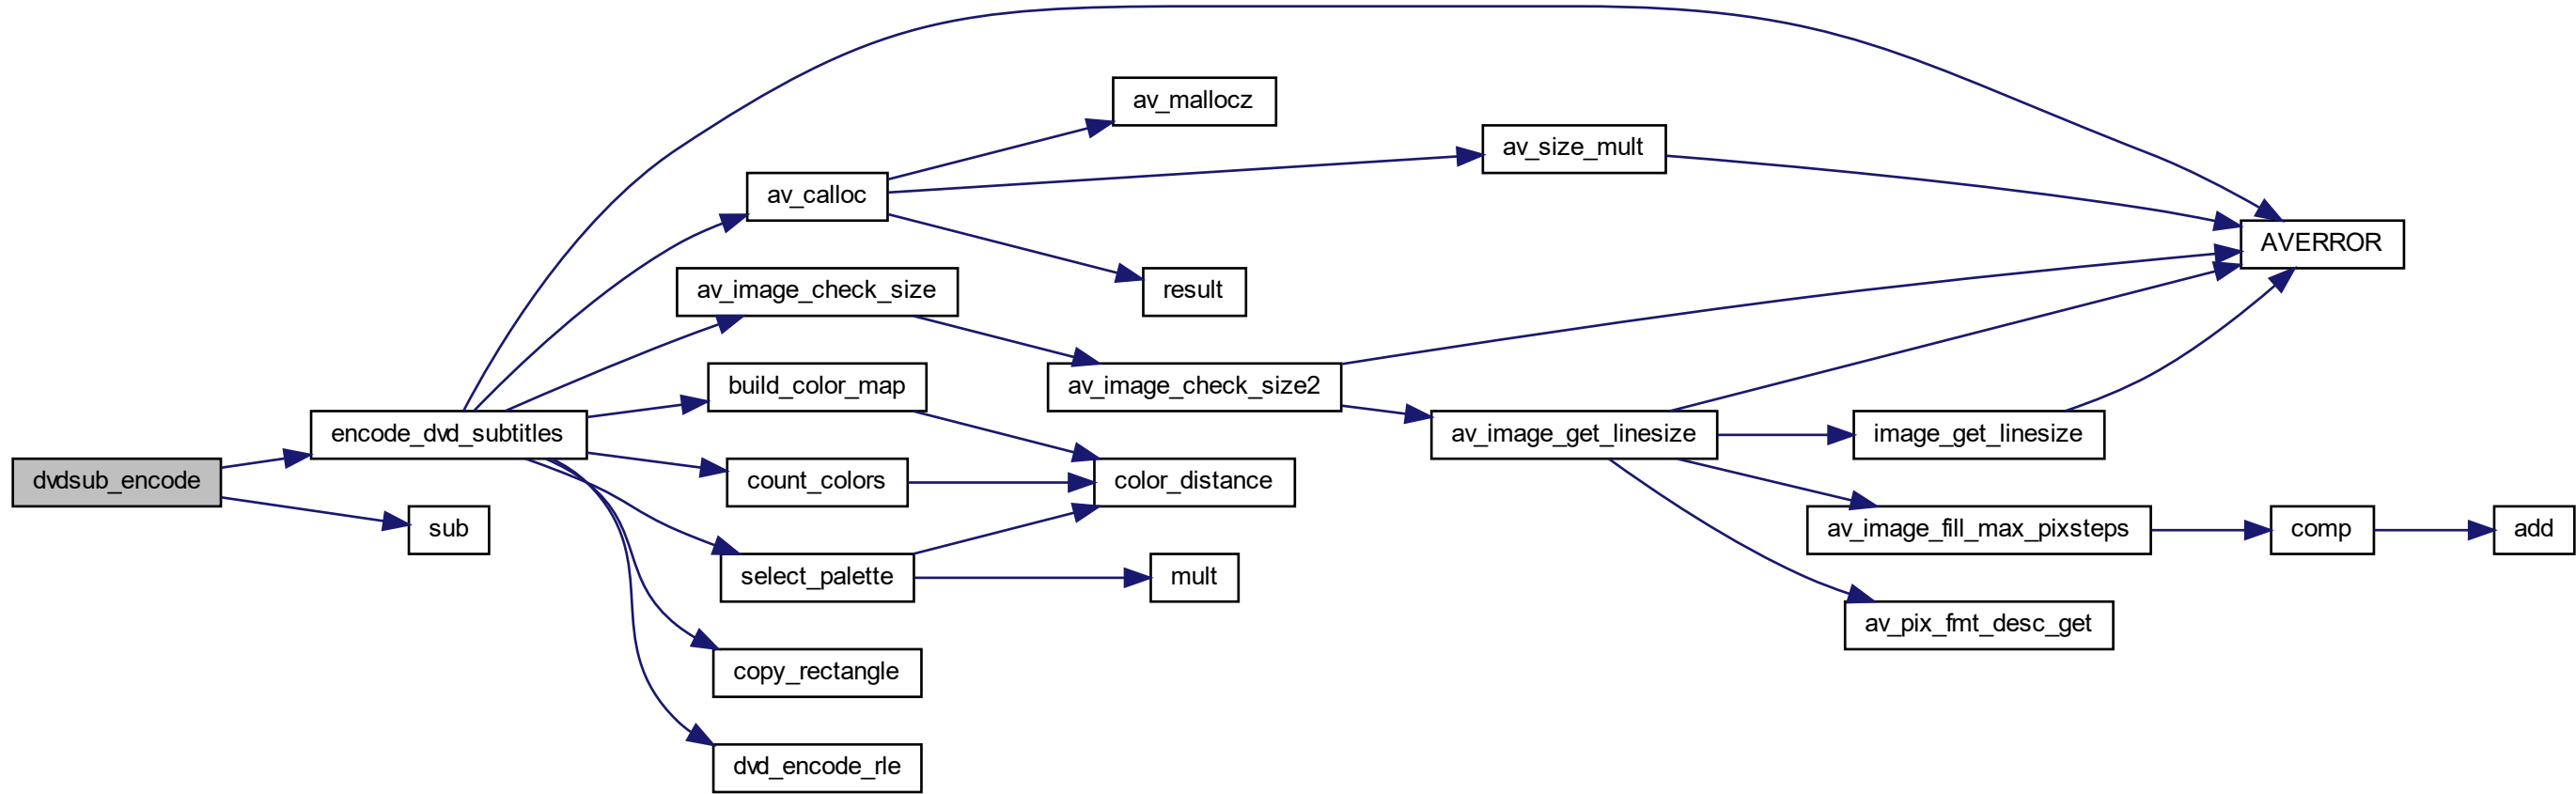 av_mallocz
av_size_mult
av_calloc
AVERROR
av_image_check_size
result
build_color_map
av_image_check_size2
encode_dvd_subtitles
av_image_get_linesize
image_get_linesize
dvdsub_encode
count_colors
color_distance
sub
av_image_fill_max_pixsteps
comp
add
select_palette
mult
av_pix_fmt_desc_get
copy_rectangle
dvd_encode_rle